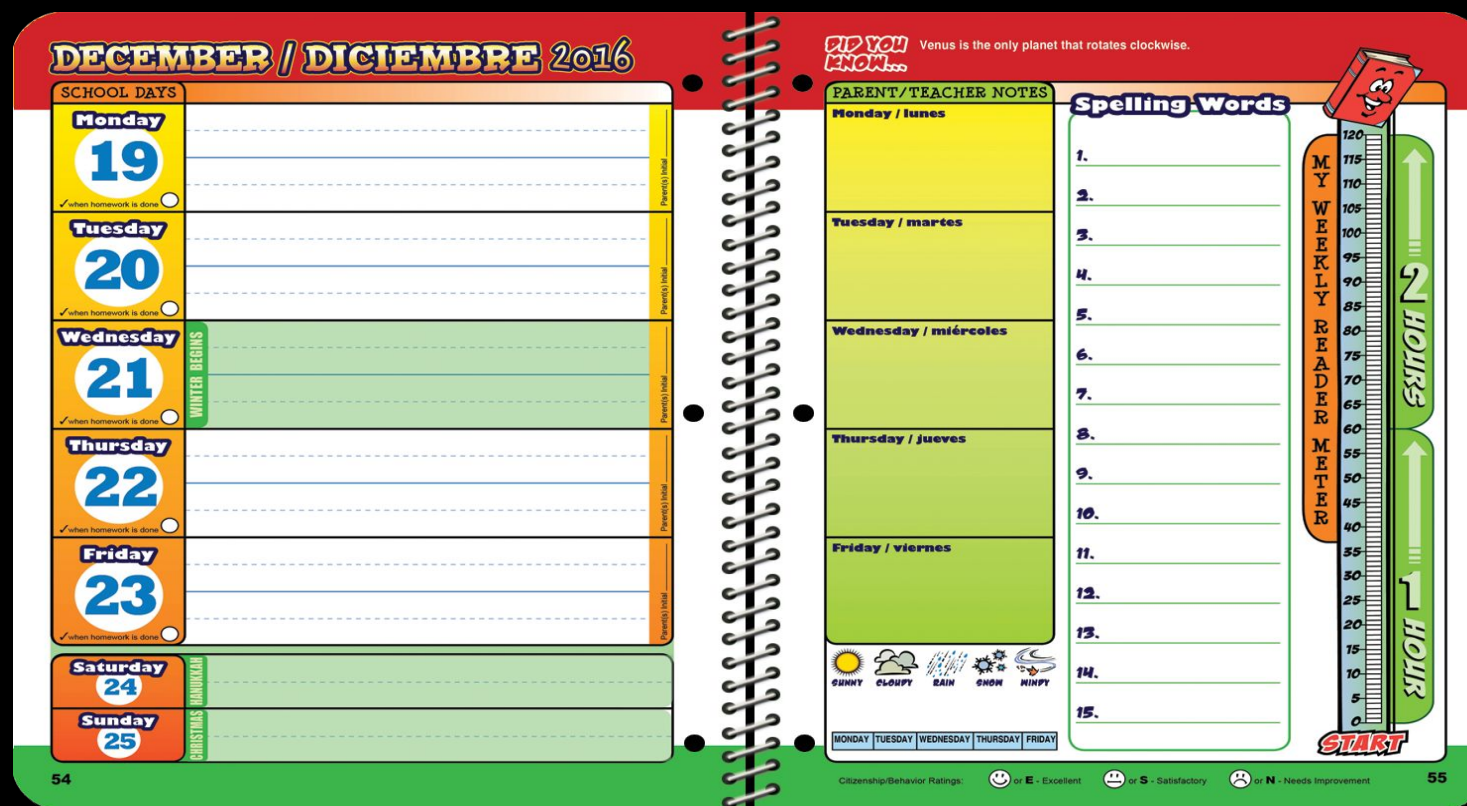 DECEMBER / DICIEMBRE 2016
SCHOOL DAYS
Monday
19
✓when homework is done
Parent(s) Initial
Tuesday
20
✓when homework is done
Parent(s) Initial
Wednesday
21
✓when homework is done
WINTER BEGINS
Parent(s) Initial
Thursday
22
✓when homework is done
Parent(s) Initial
Friday
23
✓when homework is done
Parent(s) Initial
Saturday
24
HANUKKAH
Sunday
25
CHRISTMAS
54
DID YOU
KNOW...
Venus is the only planet that rotates clockwise.
PARENT/TEACHER NOTES
Monday / lunes
Tuesday / martes
Wednesday / miércoles
Thursday / jueves
Friday / viernes
SUNNY CLOUDY RAIN SNOW WINDY
MONDAY TUESDAY WEDNESDAY THURSDAY FRIDAY
Spelling Words
1.
2.
3.
4.
5.
6.
7.
8.
9.
10.
11.
12.
13.
14.
15.
MY WEEKLY READER METER
120
115
110
105
100
95
90
85
80
75
70
65
60
55
50
45
40
35
30
25
20
15
10
5
0
START
2 HOURS
1 HOUR
Citizenship/Behavior Ratings: or E - Excellent or S - Satisfactory or N - Needs Improvement
55